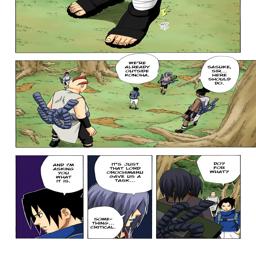 WE'RE
ALREADY
OUTSIDE
KONOHA.
SASUKE,
SIR...
HERE
SHOULD
DO.
AND I'M
ASKING
YOU
WHAT
IT IS.
IT'S JUST
THAT LORD
OROCHIMARU
GAVE US A
TASK...
SOME-
THING...
CRITICAL.
DO?
FOR
WHAT?